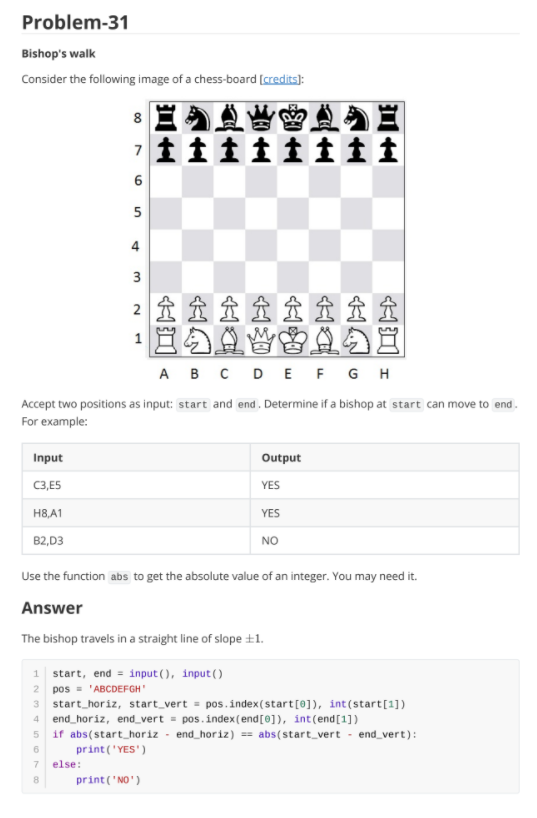 Problem-31
Bishop's walk
Consider the following image of a chess-board [credits]:
8
7
6
5
4
3
2
1
A B C D E F G H
Accept two positions as input: start and end. Determine if a bishop at start can move to end.
For example:
Input Output
C3,E5 YES
H8,A1 YES
B2,D3 NO
Use the function abs to get the absolute value of an integer. You may need it.
Answer
The bishop travels in a straight line of slope ±1.
1 start, end = input(), input()
2 pos = 'ABCDEFGH'
3 start_horiz, start_vert = pos.index(start[0]), int(start[1])
4 end_horiz, end_vert = pos.index(end[0]), int(end[1])
5 if abs(start_horiz - end_horiz) == abs(start_vert - end_vert):
6     print('YES')
7 else:
8     print('NO')